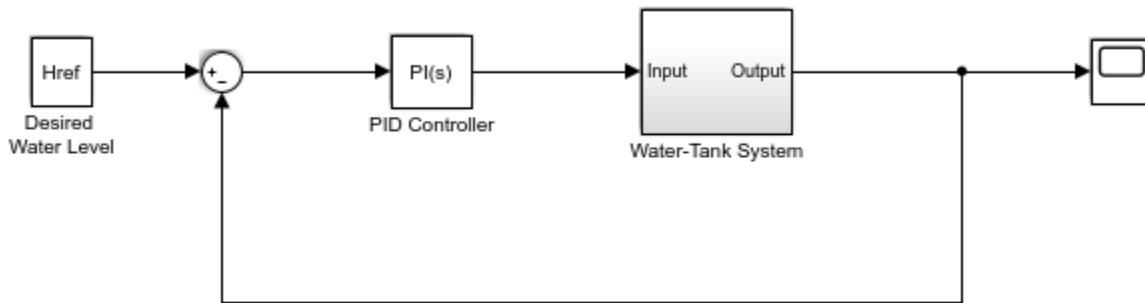 Href
Desired
Water Level
+
−
PI(s)
PID Controller
Input
Output
Water-Tank System